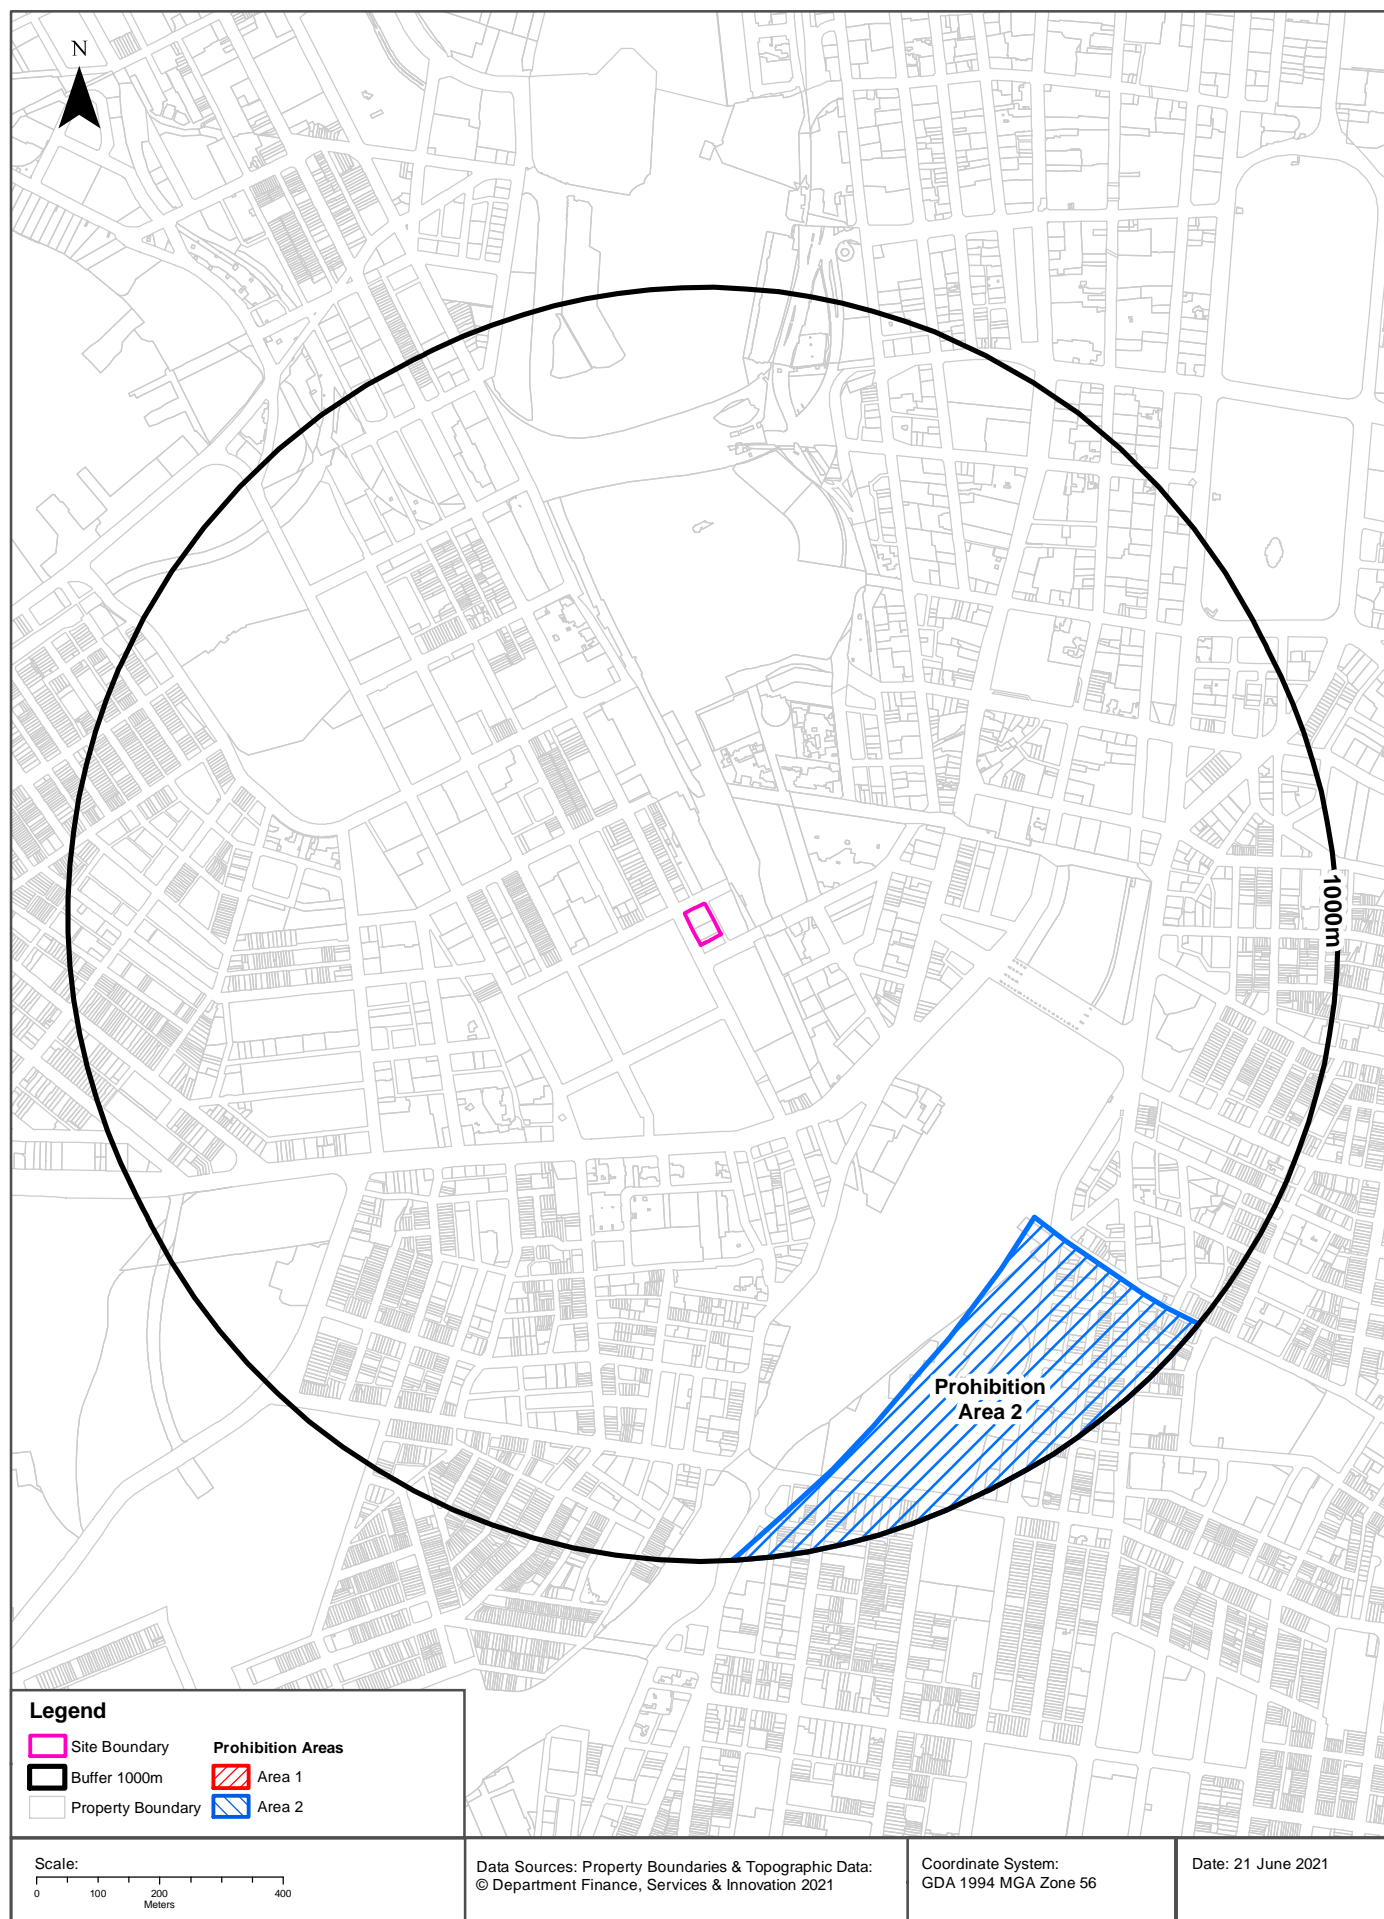 N
1000m
Prohibition
Area 2
Legend
Site Boundary
Buffer 1000m
Property Boundary
Prohibition Areas
Area 1
Area 2
Scale:
0 100 200 400
Meters
Data Sources: Property Boundaries & Topographic Data:
© Department Finance, Services & Innovation 2021
Coordinate System:
GDA 1994 MGA Zone 56
Date: 21 June 2021